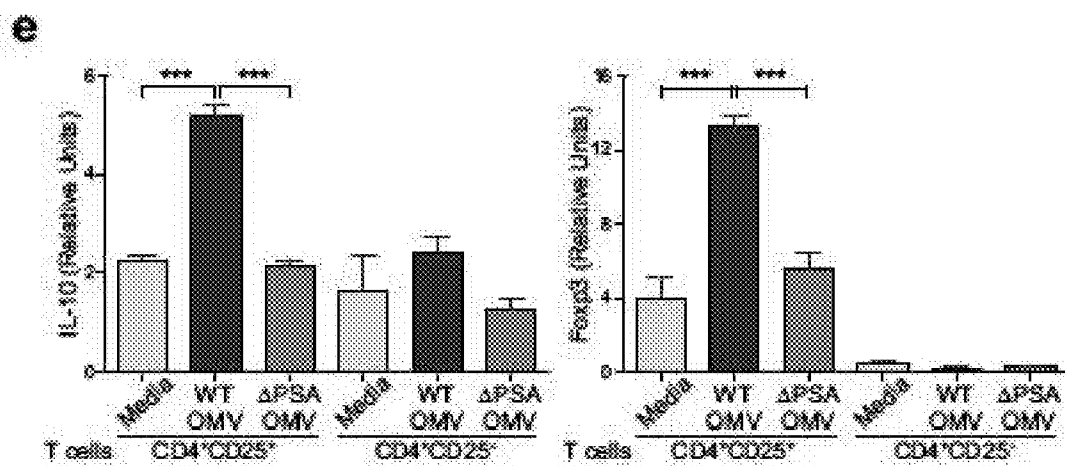 e
*** ***
6
4
2
0
IL-10 (Relative Units)
Media WT OMV ΔPSA OMV Media WT OMV ΔPSA OMV
T cells CD4⁺CD25⁺ CD4⁺CD25⁻
*** ***
16
12
8
4
0
Foxp3 (Relative Units)
Media WT OMV ΔPSA OMV Media WT OMV ΔPSA OMV
T cells CD4⁺CD25⁺ CD4⁺CD25⁻